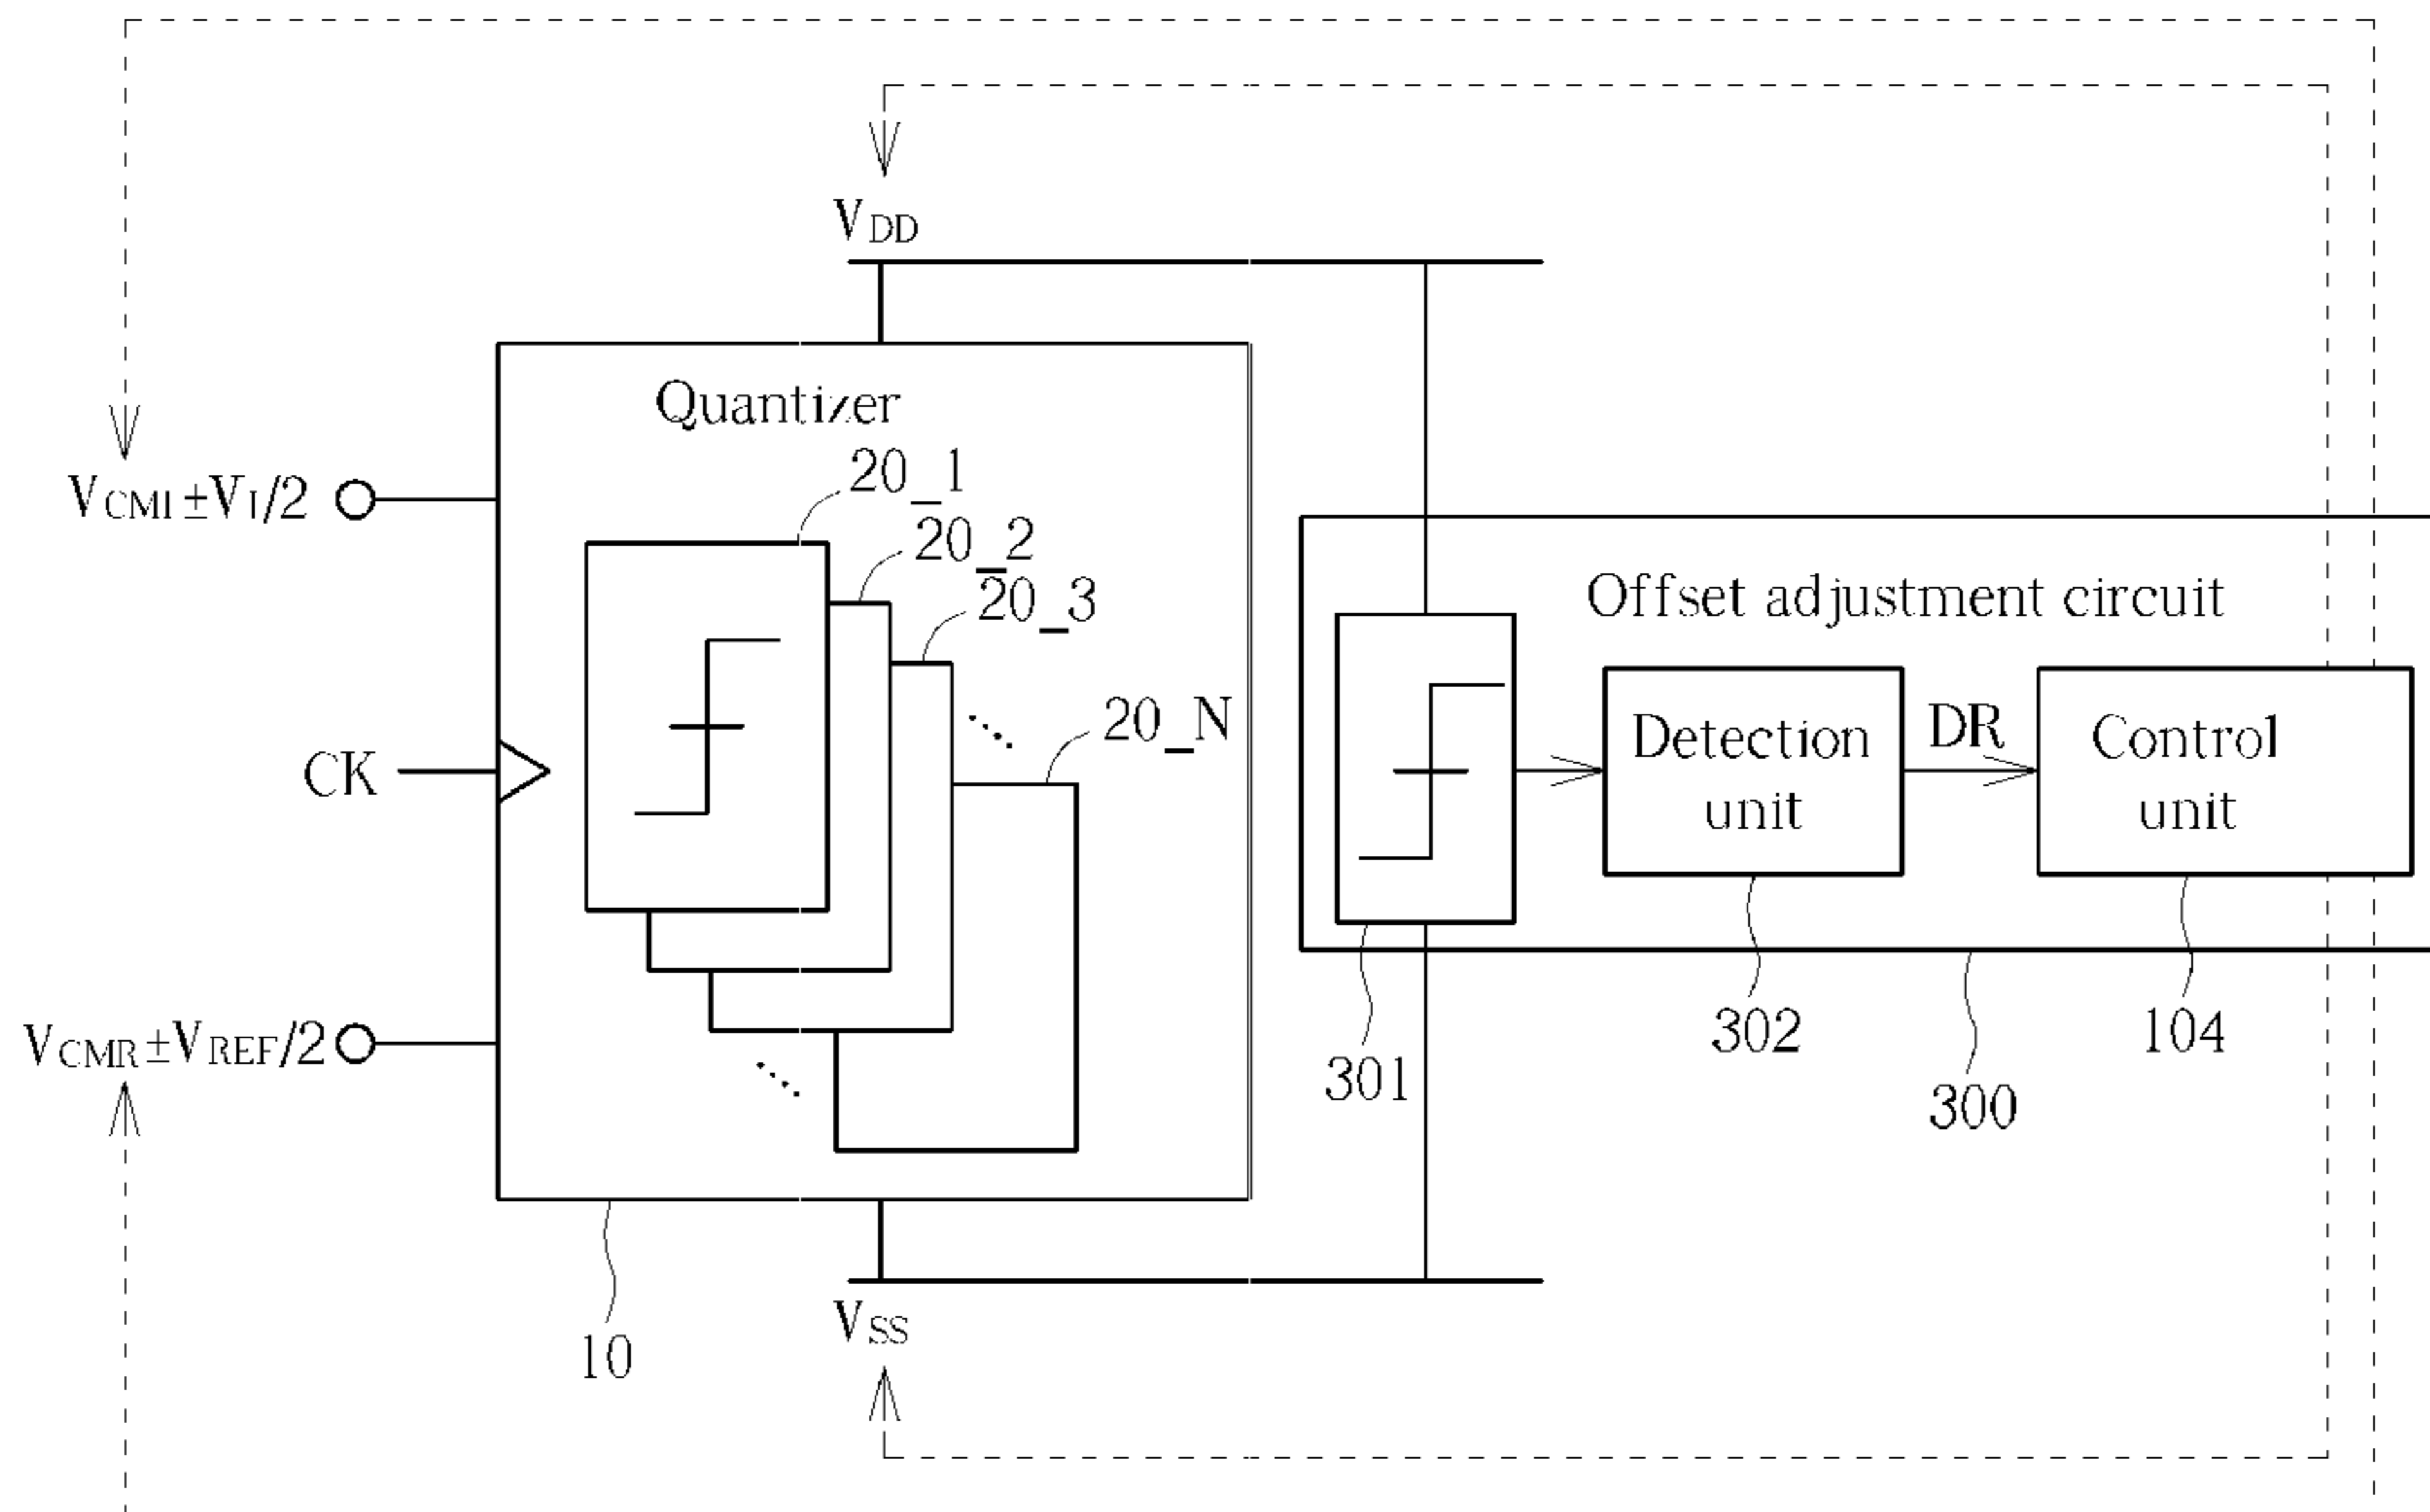 VDD
Quantizer
20_1
VCMI±VI/2
20_2
20_3
Offset adjustment circuit
20_N
CK
Detection
unit
DR
Control
unit
VCMR±VREF/2
301
302
104
300
VSS
10